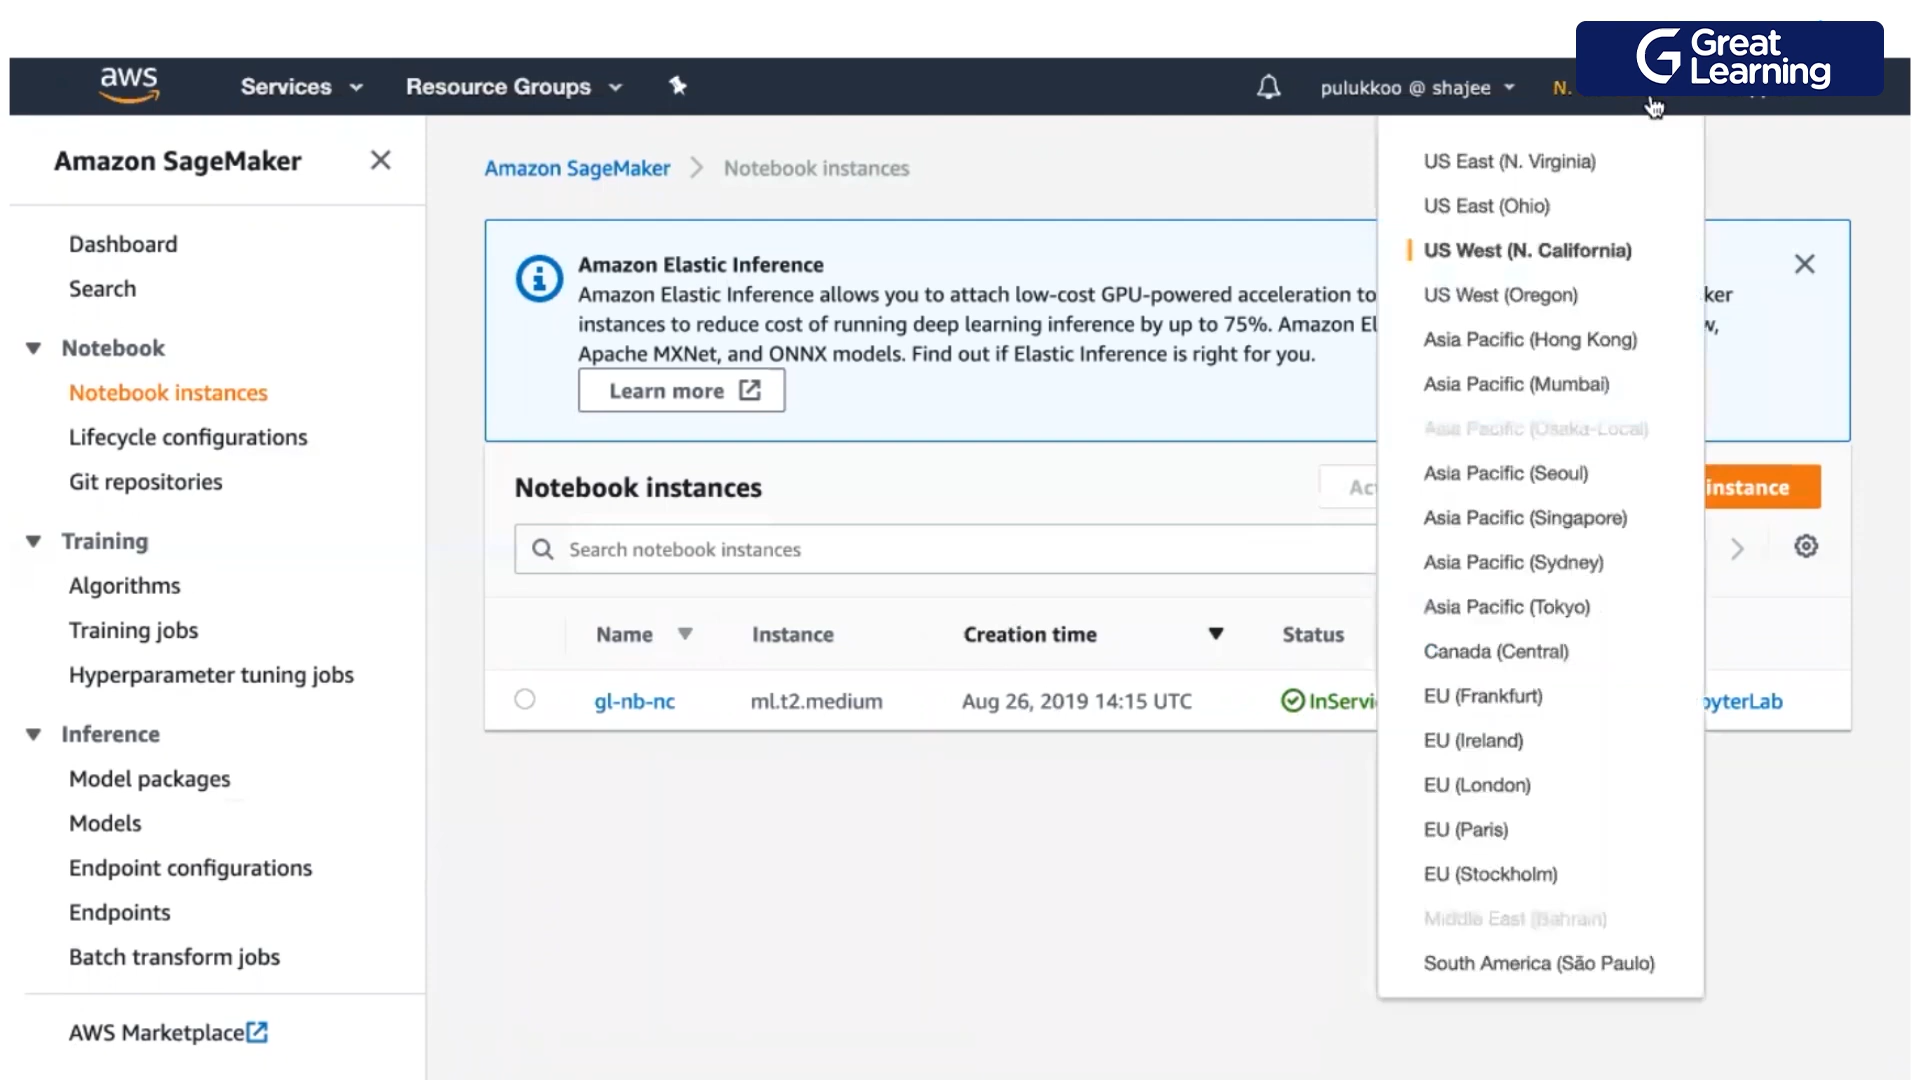 Great
Learning
aws
Services
Resource Groups
pulukkoo @ shajee
N.
Amazon SageMaker
Dashboard
Search
Notebook
Notebook instances
Lifecycle configurations
Git repositories
Training
Algorithms
Training jobs
Hyperparameter tuning jobs
Inference
Model packages
Models
Endpoint configurations
Endpoints
Batch transform jobs
AWS Marketplace
Amazon SageMaker
Notebook instances
Amazon Elastic Inference
Amazon Elastic Inference allows you to attach low-cost GPU-powered acceleration to ker
instances to reduce cost of running deep learning inference by up to 75%. Amazon El w,
Apache MXNet, and ONNX models. Find out if Elastic Inference is right for you.
Learn more
Notebook instances
Act
instance
Search notebook instances
Name Instance Creation time Status
gl-nb-nc ml.t2.medium Aug 26, 2019 14:15 UTC InServi pyterLab
US East (N. Virginia)
US East (Ohio)
US West (N. California)
US West (Oregon)
Asia Pacific (Hong Kong)
Asia Pacific (Mumbai)
Asia Pacific (Osaka-Local)
Asia Pacific (Seoul)
Asia Pacific (Singapore)
Asia Pacific (Sydney)
Asia Pacific (Tokyo)
Canada (Central)
EU (Frankfurt)
EU (Ireland)
EU (London)
EU (Paris)
EU (Stockholm)
Middle East (Bahrain)
South America (São Paulo)